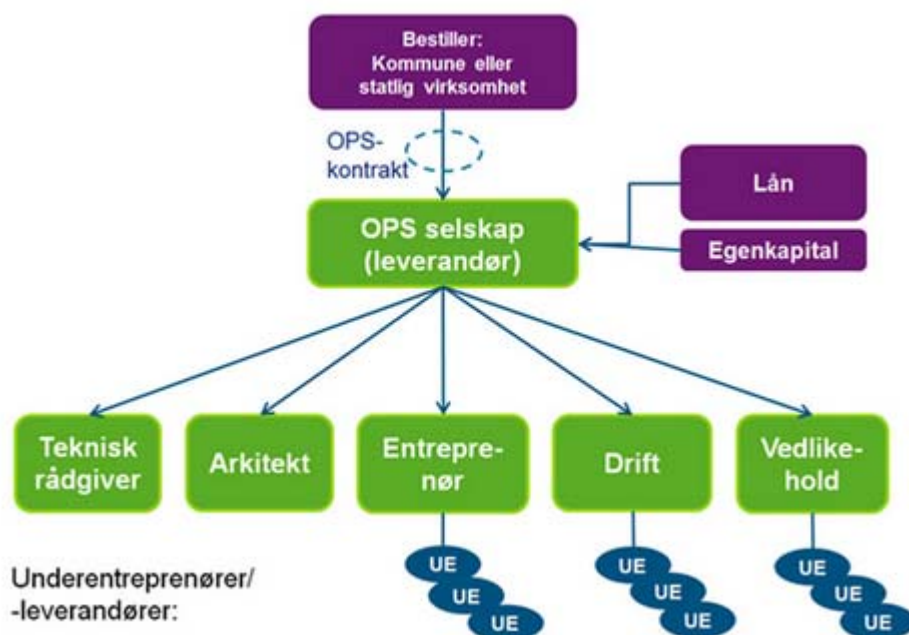 Bestiller:
Kommune eller
statlig virksomhet
OPS-
kontrakt
Lån
OPS selskap
(leverandør)
Egenkapital
Teknisk
rådgiver
Arkitekt
Entrepre-
nør
Drift
Vedlike-
hold
Underentreprenører/
-leverandører:
UE
UE
UE
UE
UE
UE
UE
UE
UE